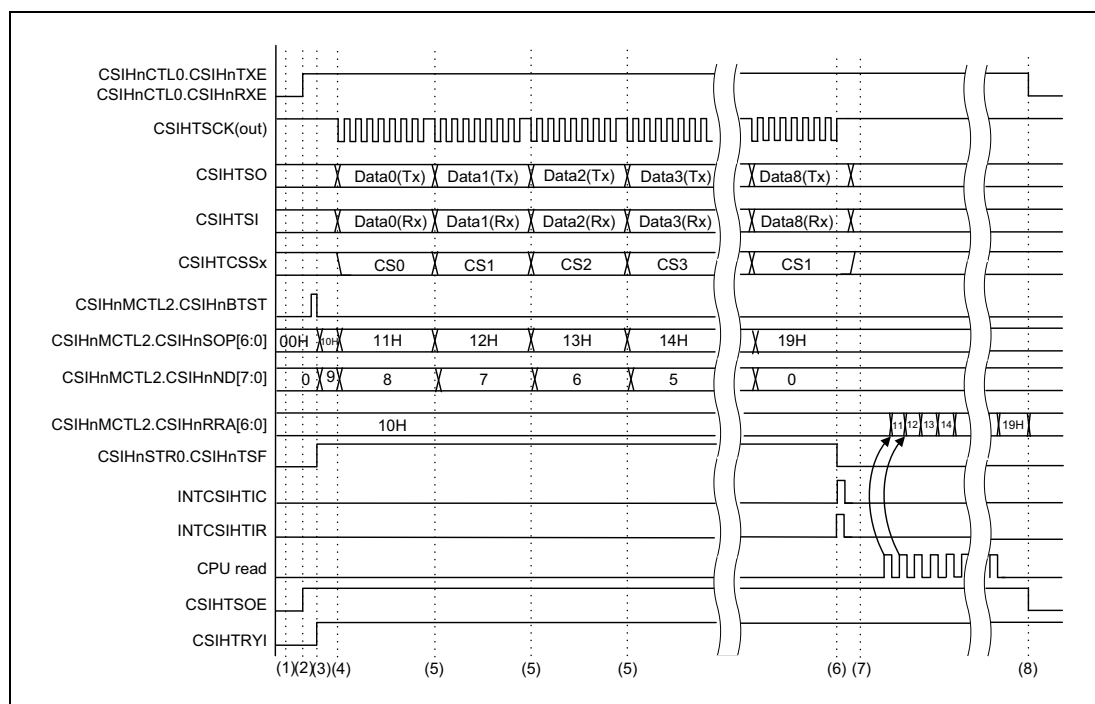 CSIHnCTL0.CSIHnTXE
CSIHnCTL0.CSIHnRXE
CSIHTSCK(out)
CSIHTSO Data0(Tx) Data1(Tx) Data2(Tx) Data3(Tx) Data8(Tx)
CSIHTSI Data0(Rx) Data1(Rx) Data2(Rx) Data3(Rx) Data8(Rx)
CSIHTCSSx CS0 CS1 CS2 CS3 CS1
CSIHnMCTL2.CSIHnBTST
CSIHnMCTL2.CSIHnSOP[6:0] 00H 10H 11H 12H 13H 14H 19H
CSIHnMCTL2.CSIHnND[7:0] 0 9 8 7 6 5 0
CSIHnMCTL2.CSIHnRRA[6:0] 10H 11 12 13 14 19H
CSIHnSTR0.CSIHnTSF
INTCSIHTIC
INTCSIHTIR
CPU read
CSIHTSOE
CSIHTRYI
(1)(2)(3)(4) (5) (5) (5) (6) (7) (8)